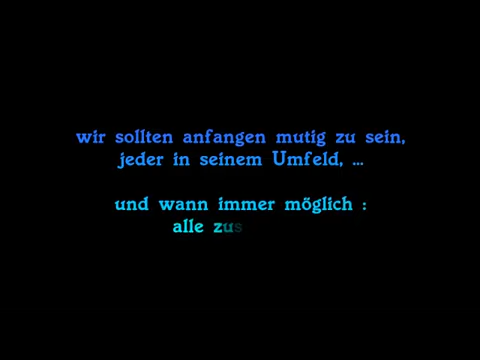 wir sollten anfangen mutig zu sein,
jeder in seinem Umfeld, ...
und wann immer möglich :
alle zus